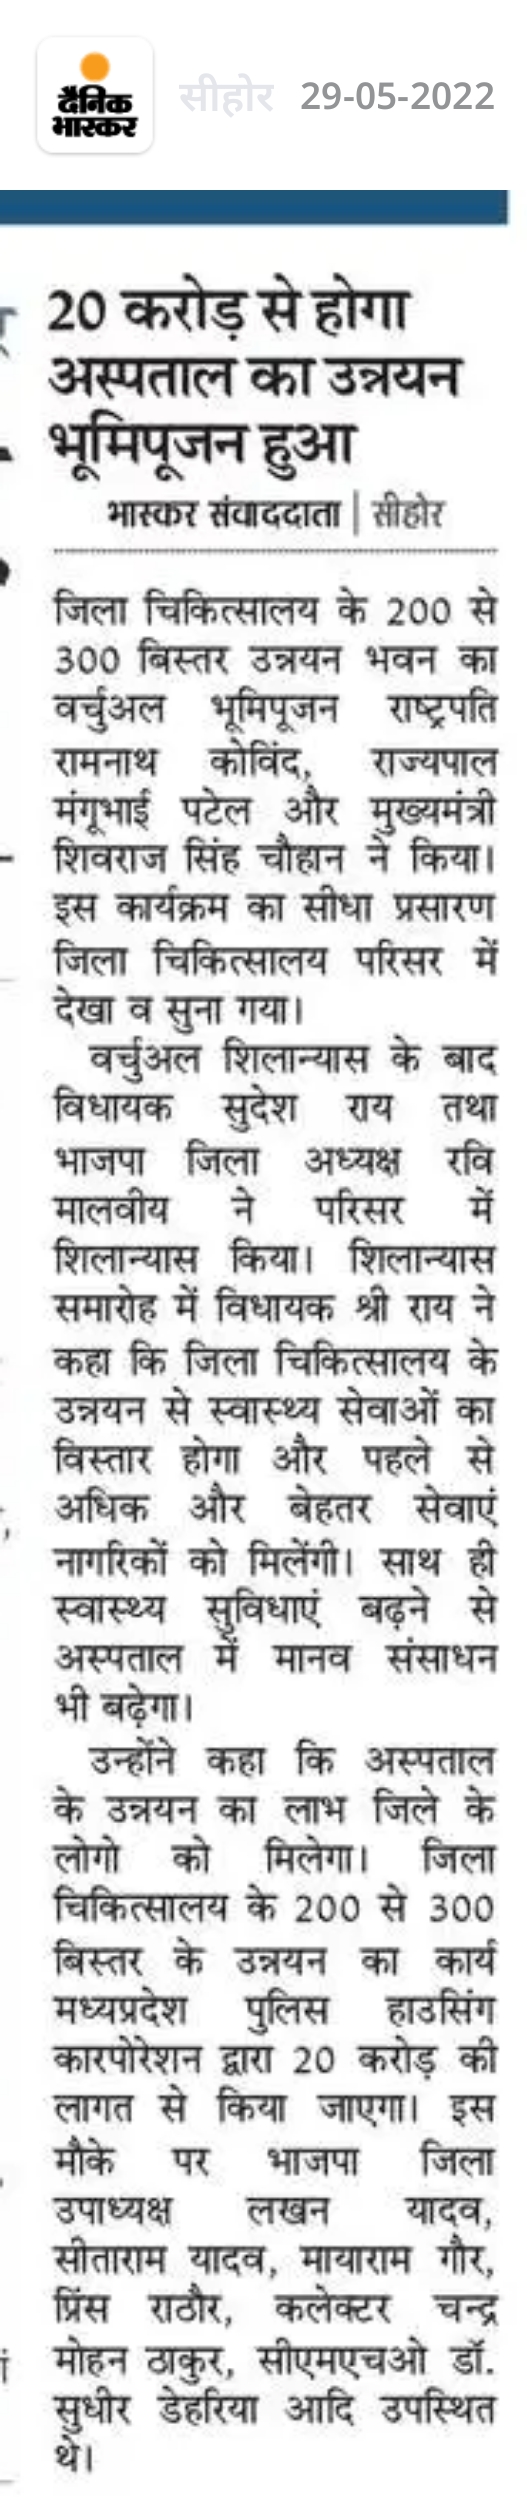 दैनिक
भास्कर
सीहोर 29-05-2022
20 करोड़ से होगा
अस्पताल का उन्नयन
भूमिपूजन हुआ
भास्कर संवाददाता | सीहोर
जिला चिकित्सालय के 200 से
300 बिस्तर उन्नयन भवन का
वर्चुअल भूमिपूजन राष्ट्रपति
रामनाथ कोविंद, राज्यपाल
मंगूभाई पटेल और मुख्यमंत्री
शिवराज सिंह चौहान ने किया।
इस कार्यक्रम का सीधा प्रसारण
जिला चिकित्सालय परिसर में
देखा व सुना गया।
वर्चुअल शिलान्यास के बाद
विधायक सुदेश राय तथा
भाजपा जिला अध्यक्ष रवि
मालवीय ने परिसर में
शिलान्यास किया। शिलान्यास
समारोह में विधायक श्री राय ने
कहा कि जिला चिकित्सालय के
उन्नयन से स्वास्थ्य सेवाओं का
विस्तार होगा और पहले से
अधिक और बेहतर सेवाएं
नागरिकों को मिलेंगी। साथ ही
स्वास्थ्य सुविधाएं बढ़ने से
अस्पताल में मानव संसाधन
भी बढ़ेगा।
उन्होंने कहा कि अस्पताल
के उन्नयन का लाभ जिले के
लोगो को मिलेगा। जिला
चिकित्सालय के 200 से 300
बिस्तर के उन्नयन का कार्य
मध्यप्रदेश पुलिस हाउसिंग
कारपोरेशन द्वारा 20 करोड़ की
लागत से किया जाएगा। इस
मौके पर भाजपा जिला
उपाध्यक्ष लखन यादव,
सीताराम यादव, मायाराम गौर,
प्रिंस राठौर, कलेक्टर चन्द्र
मोहन ठाकुर, सीएमएचओ डॉ.
सुधीर डेहरिया आदि उपस्थित
थे।